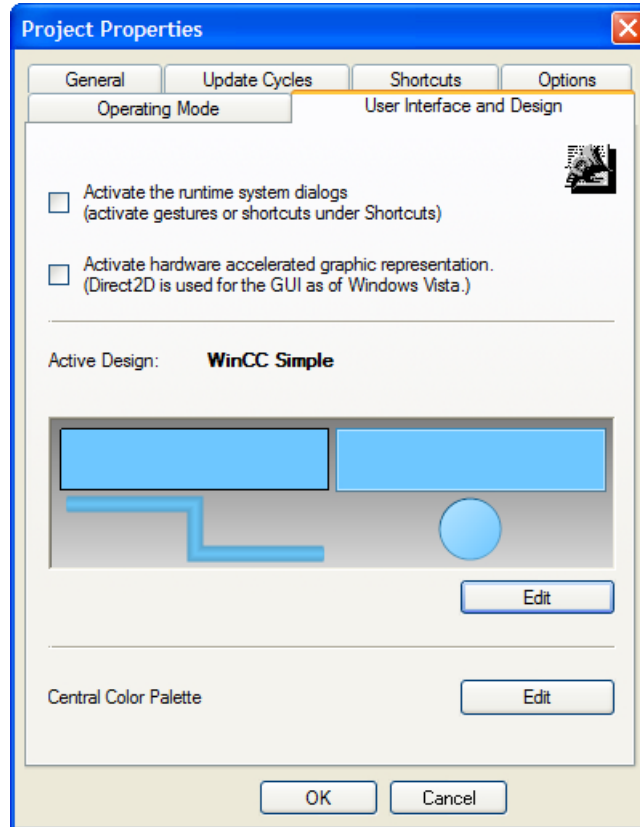 Project Properties
General
Update Cycles
Shortcuts
Options
Operating Mode
User Interface and Design
Activate the runtime system dialogs
(activate gestures or shortcuts under Shortcuts)
Activate hardware accelerated graphic representation.
(Direct2D is used for the GUI as of Windows Vista.)
Active Design: WinCC Simple
Edit
Central Color Palette Edit
OK Cancel